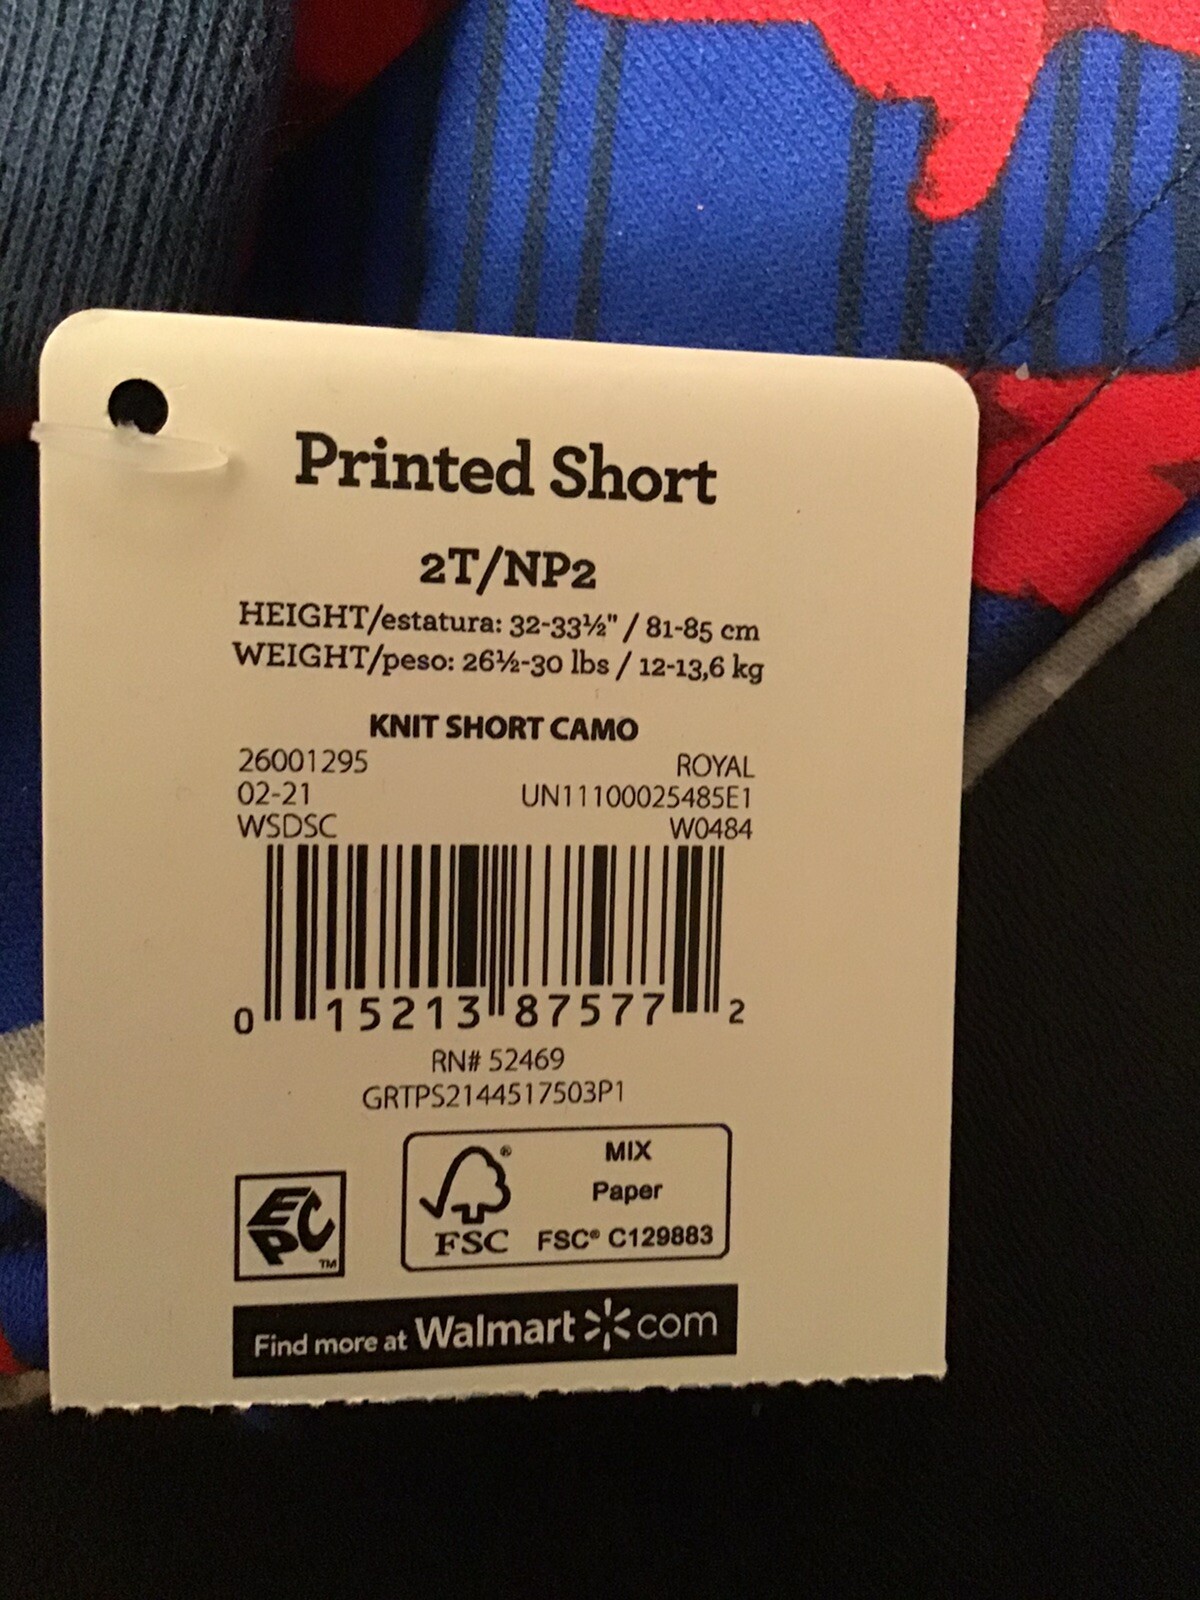 Printed Short
2T/NP2
HEIGHT/estatura: 32-33½" / 81-85 cm
WEIGHT/peso: 26½-30 lbs / 12-13,6 kg
KNIT SHORT CAMO
26001295 ROYAL
02-21 UN11100025485E1
WSDSC W0484
0 15213 87577 2
RN# 52469
GRTPS2144517503P1
EPC™
FSC®
MIX
Paper
FSC® C129883
Find more at Walmart com